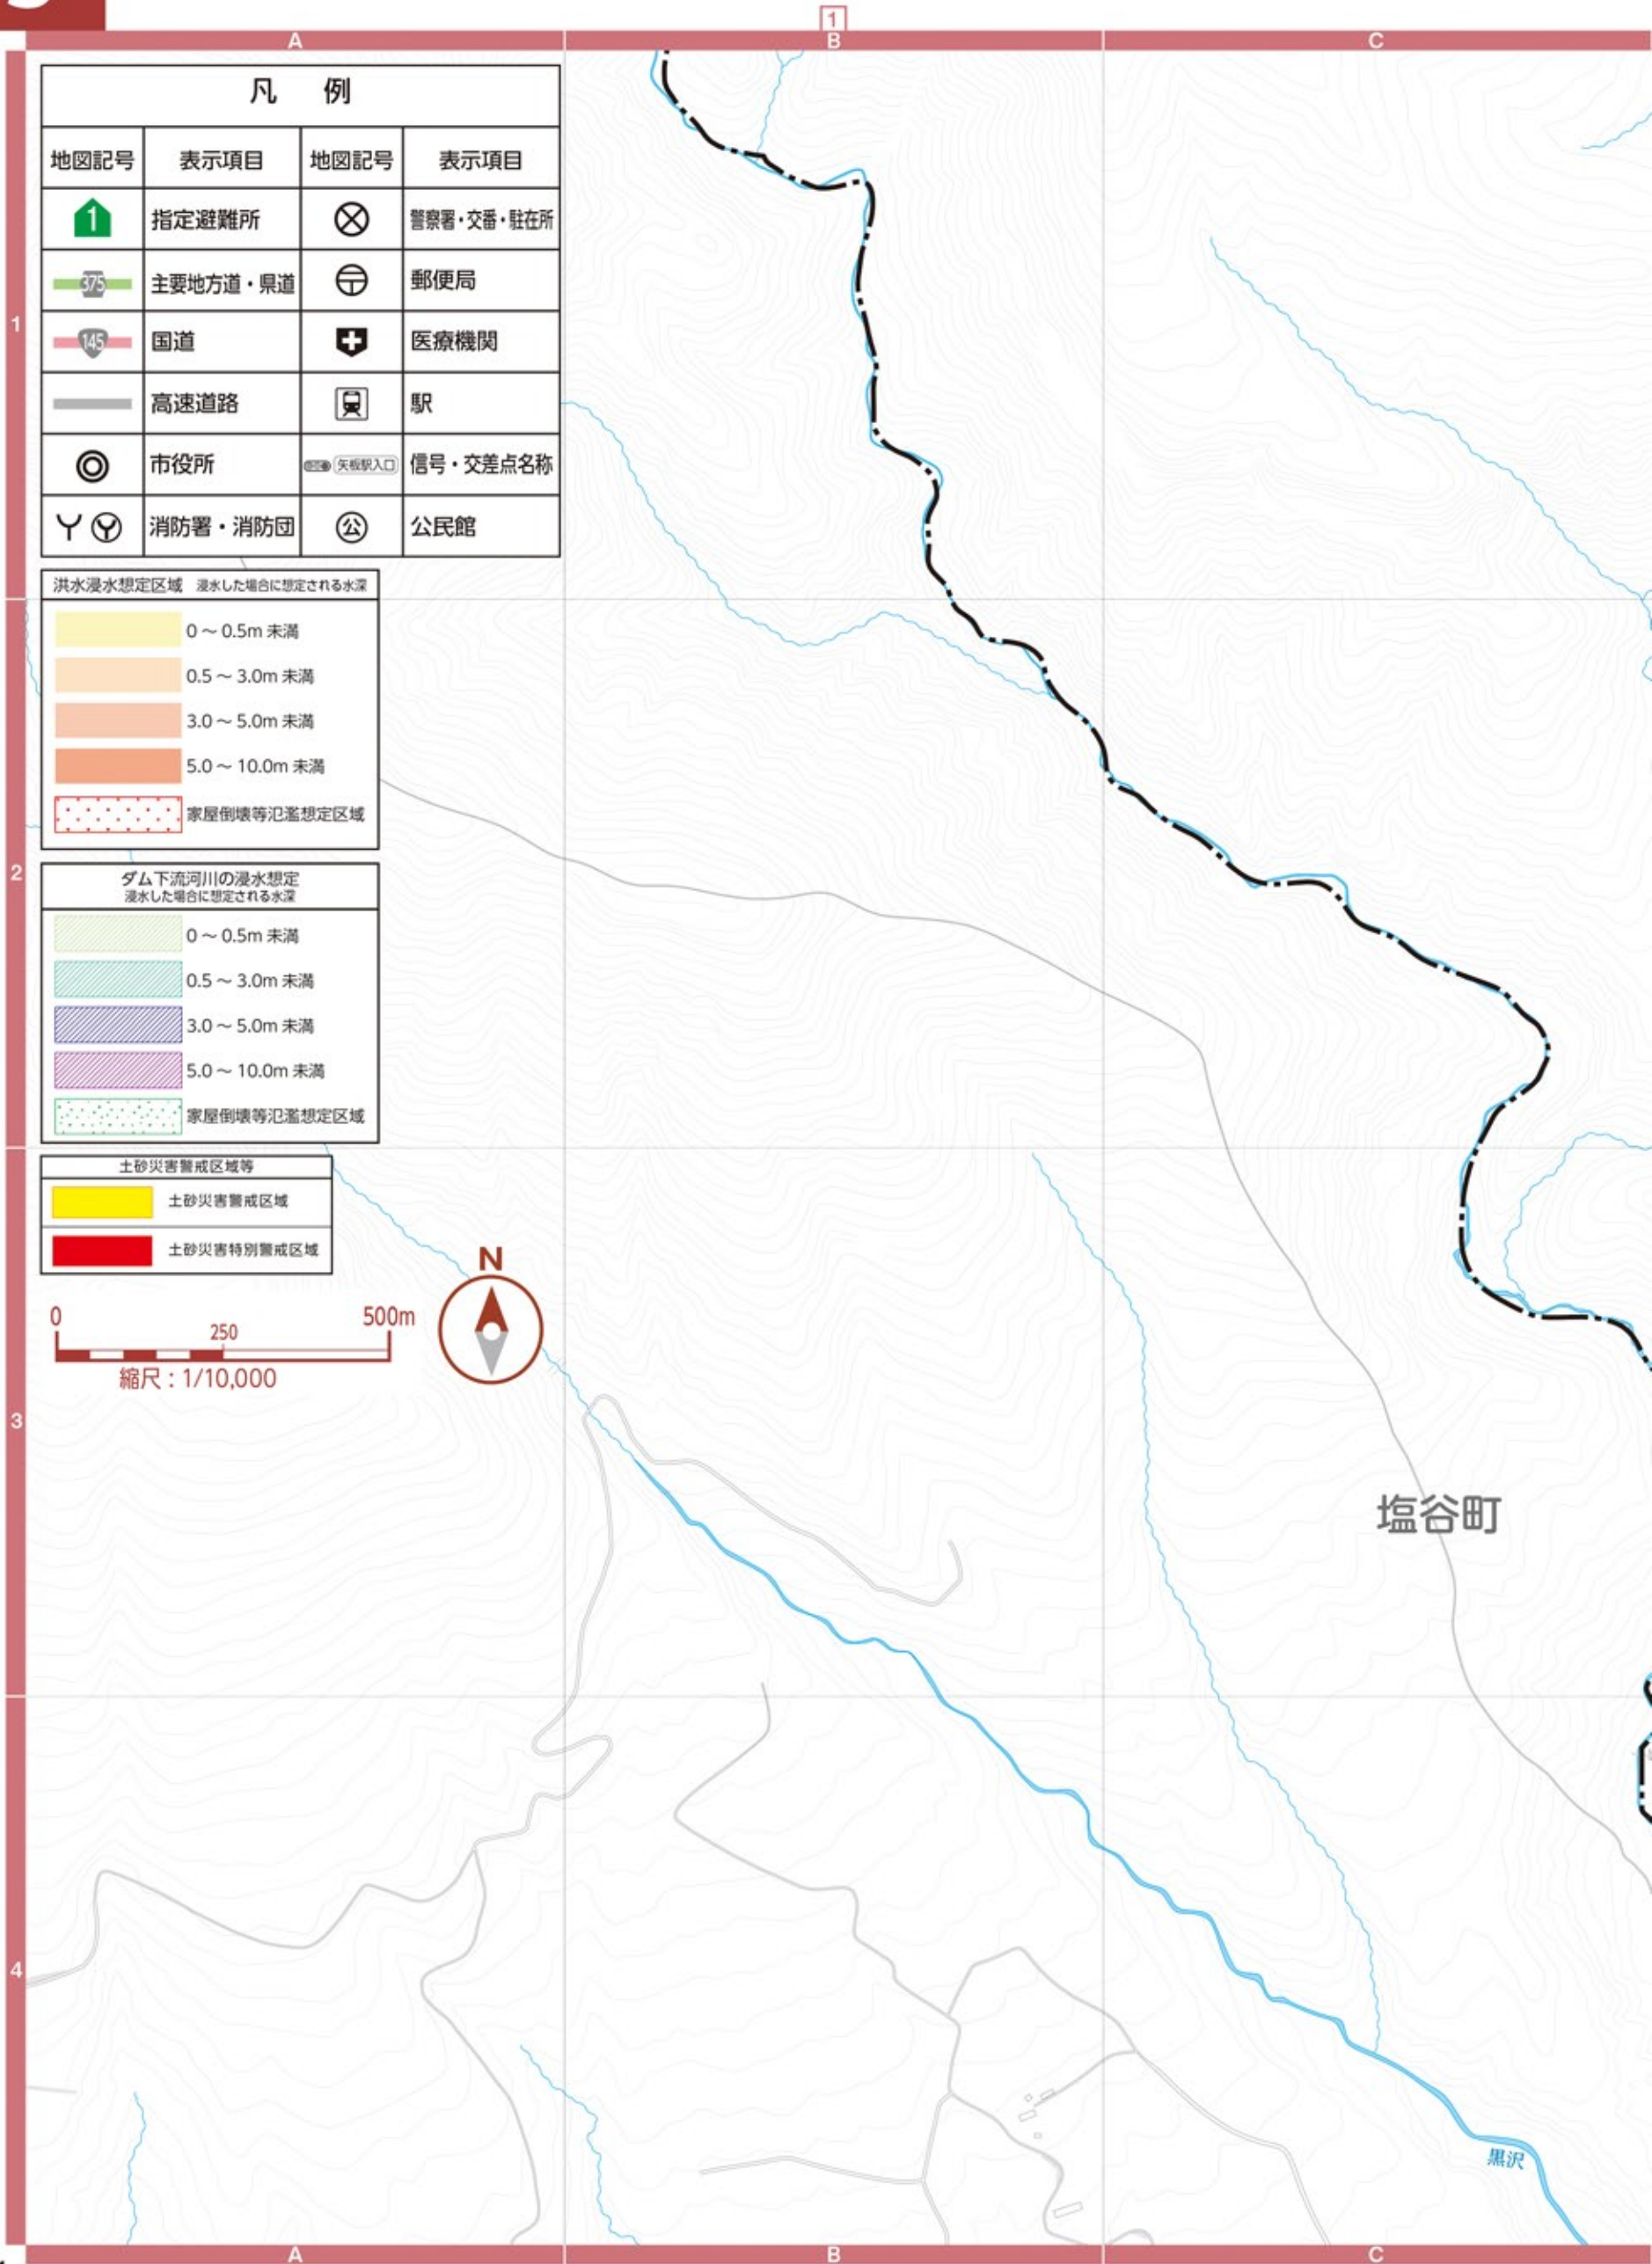 1
A
B
C
凡 例
地図記号 表示項目 地図記号 表示項目
1 指定避難所 警察署・交番・駐在所
375 主要地方道・県道 郵便局
145 国道 医療機関
高速道路 駅
市役所 矢板駅入口 信号・交差点名称
消防署・消防団 公 公民館
1
洪水浸水想定区域 浸水した場合に想定される水深
0～0.5m 未満
0.5～3.0m 未満
3.0～5.0m 未満
5.0～10.0m 未満
家屋倒壊等氾濫想定区域
2
ダム下流河川の浸水想定
浸水した場合に想定される水深
0～0.5m 未満
0.5～3.0m 未満
3.0～5.0m 未満
5.0～10.0m 未満
家屋倒壊等氾濫想定区域
土砂災害警戒区域等
土砂災害警戒区域
土砂災害特別警戒区域
N
0 250 500m
縮尺：1/10,000
3
塩谷町
4
黒沢
A
B
C